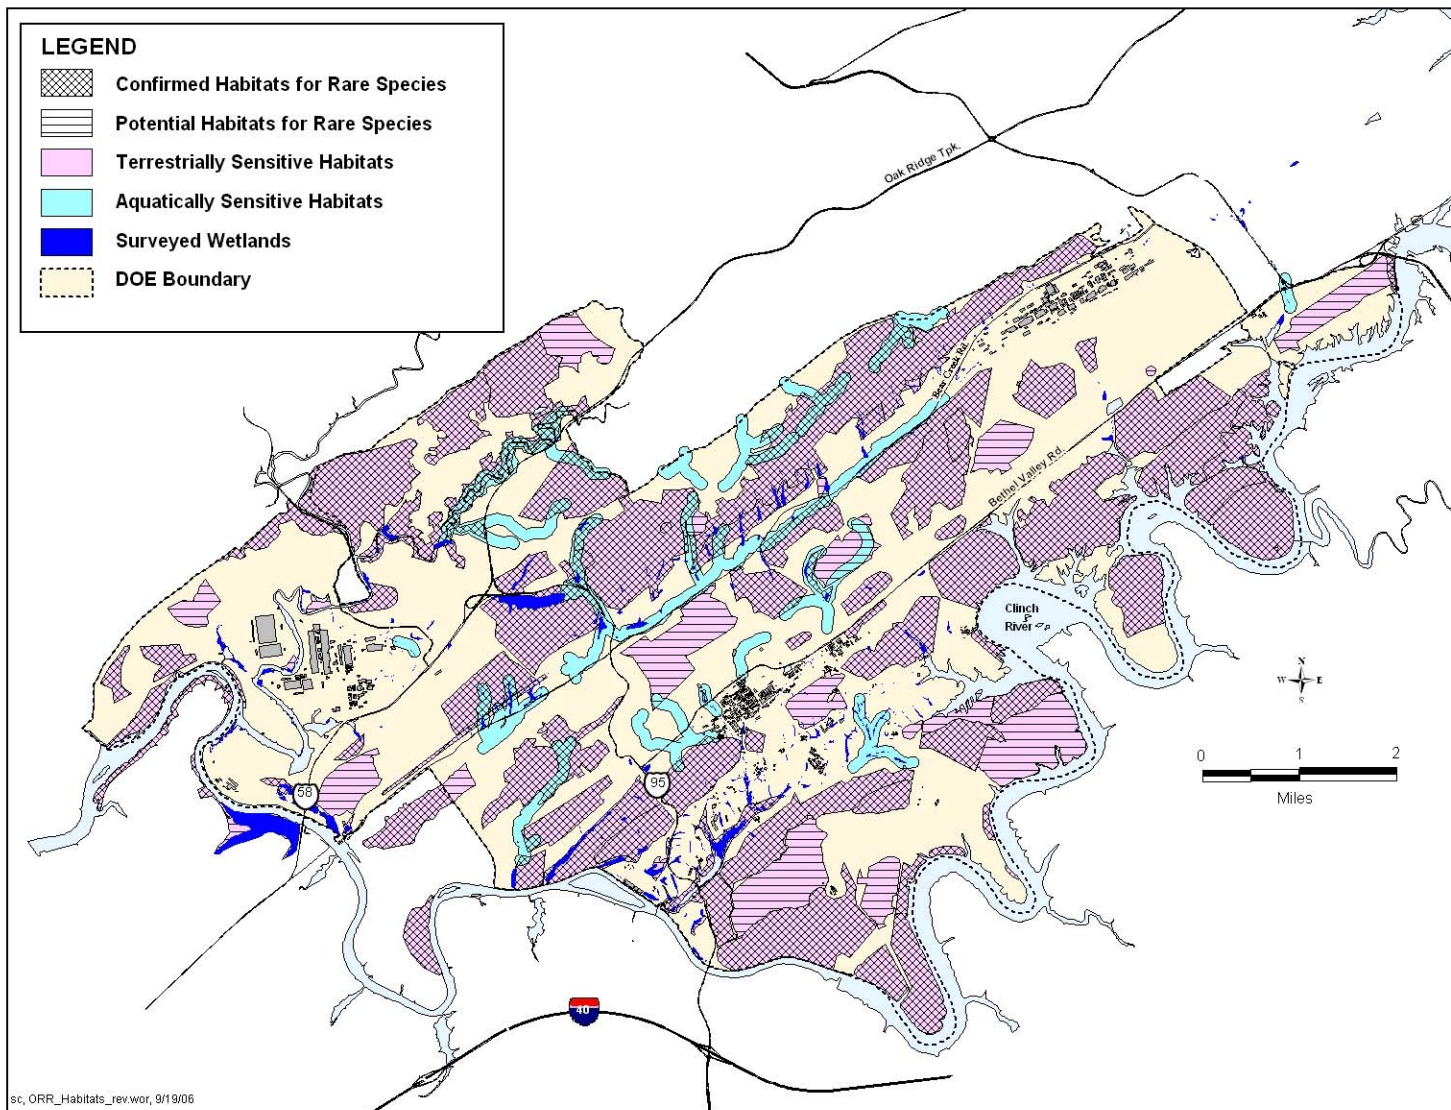 LEGEND
Confirmed Habitats for Rare Species
Potential Habitats for Rare Species
Terrestrially Sensitive Habitats
Aquatically Sensitive Habitats
Surveyed Wetlands
DOE Boundary
Oak Ridge Tpk.
Bear Creek Rd.
Bethel Valley Rd.
Clinch
River
N
W E
S
0 1 2
Miles
58
95
40
sc, ORR_Habitats_rev.wor, 9/19/06